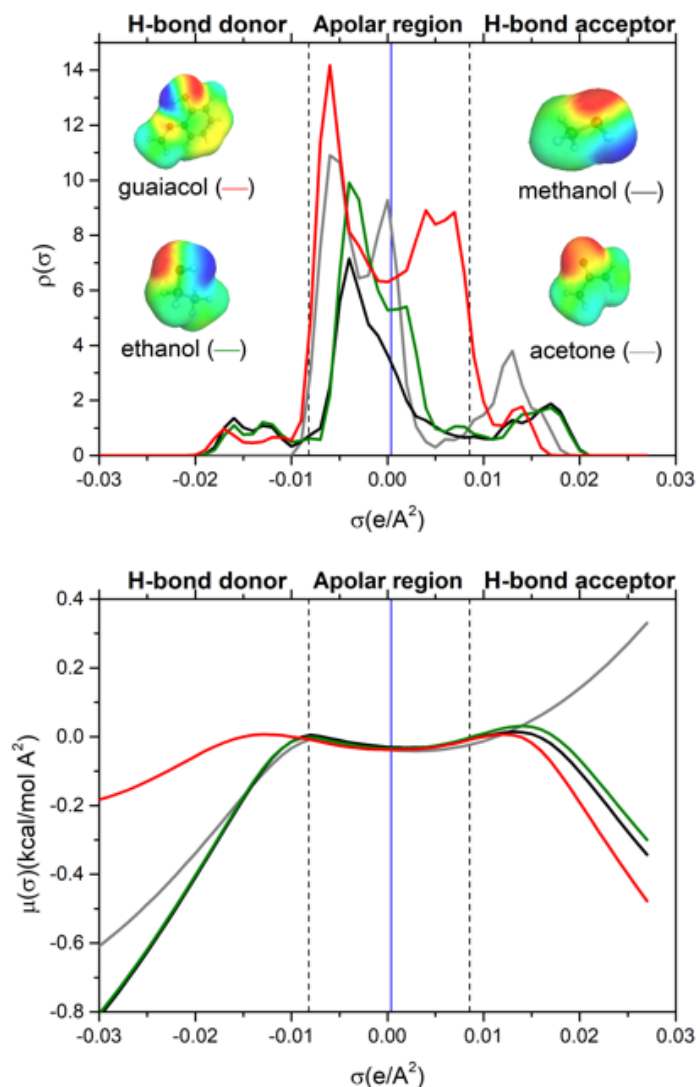 H-bond donor Apolar region H-bond acceptor
14
12
10
8
6
4
2
0
ρ(σ)
guaiacol (—)
methanol (—)
ethanol (—)
acetone (—)
-0.03 -0.02 -0.01 0.00 0.01 0.02 0.03
σ(e/A²)
H-bond donor Apolar region H-bond acceptor
0.4
0.2
0.0
-0.2
-0.4
-0.6
-0.8
μ(σ)(kcal/mol A²)
-0.03 -0.02 -0.01 0.00 0.01 0.02 0.03
σ(e/A²)